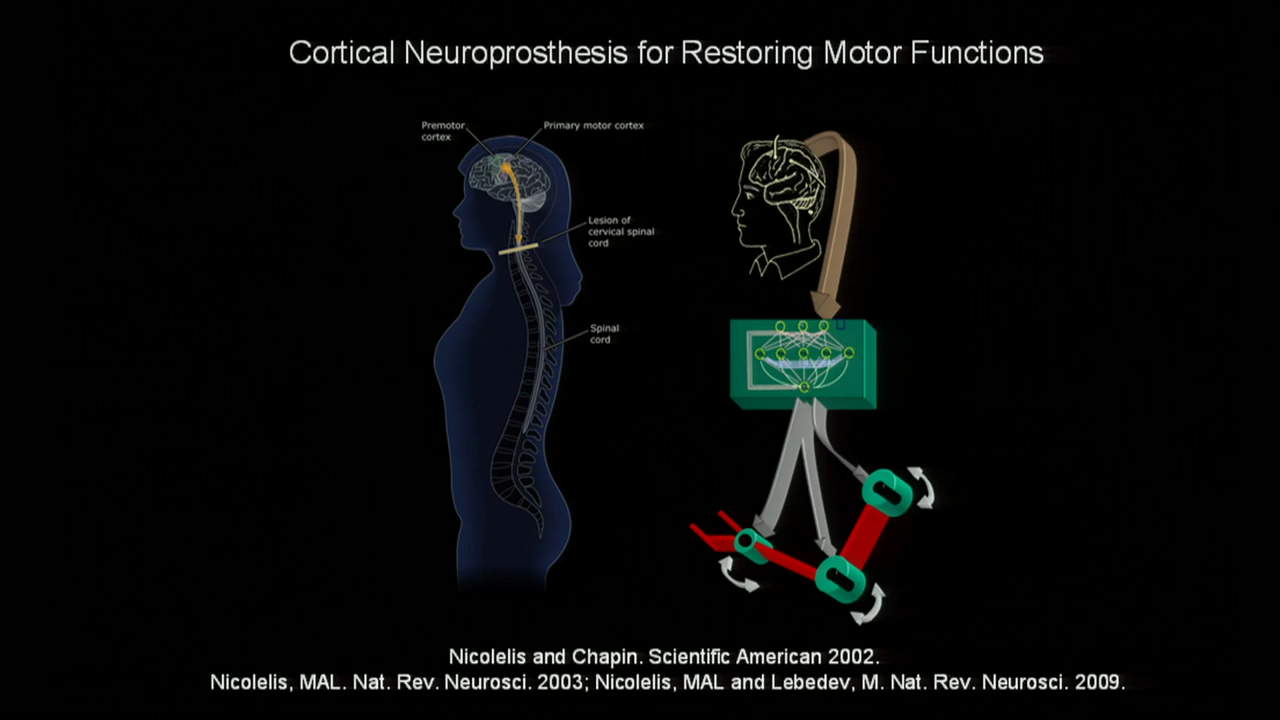 Cortical Neuroprosthesis for Restoring Motor Functions
Premotor
cortex
Primary motor cortex
Lesion of
cervical spinal
cord
Spinal
cord
Nicolelis and Chapin. Scientific American 2002.
Nicolelis, MAL. Nat. Rev. Neurosci. 2003; Nicolelis, MAL and Lebedev, M. Nat. Rev. Neurosci. 2009.